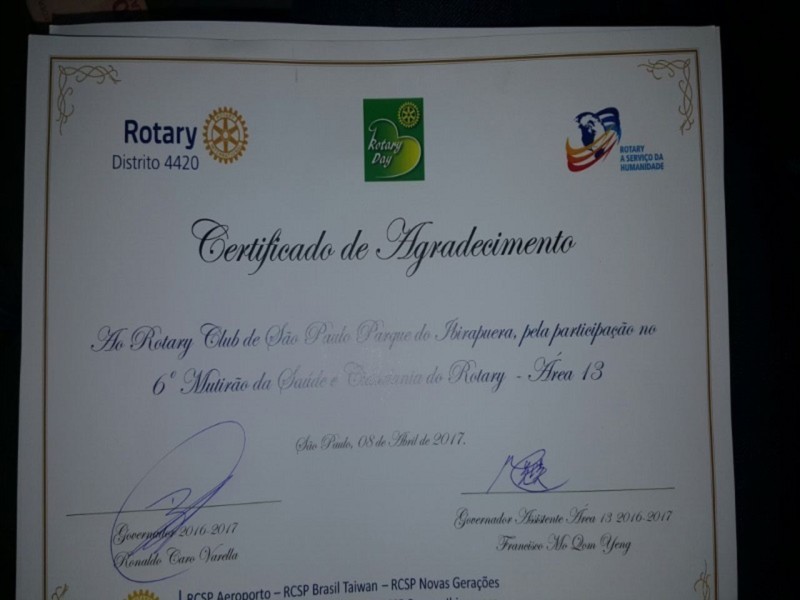 Rotary
Distrito 4420
I
Rotary
Day
ROTARY
A SERVIÇO DA
HUMANIDADE
Certificado de Agradecimento
Ao Rotary Club de São Paulo Parque do Ibirapuera, pela participação no
6º Mutirão da Saúde e Cidadania do Rotary - Área 13
São Paulo, 08 de Abril de 2017.
Governador 2016-2017
Ronaldo Caro Varella
Governador Assistente Área 13 2016-2017
Francisco Mo Qom Yeng
RCSP Aeroporto – RCSP Brasil Taiwan – RCSP Novas Gerações